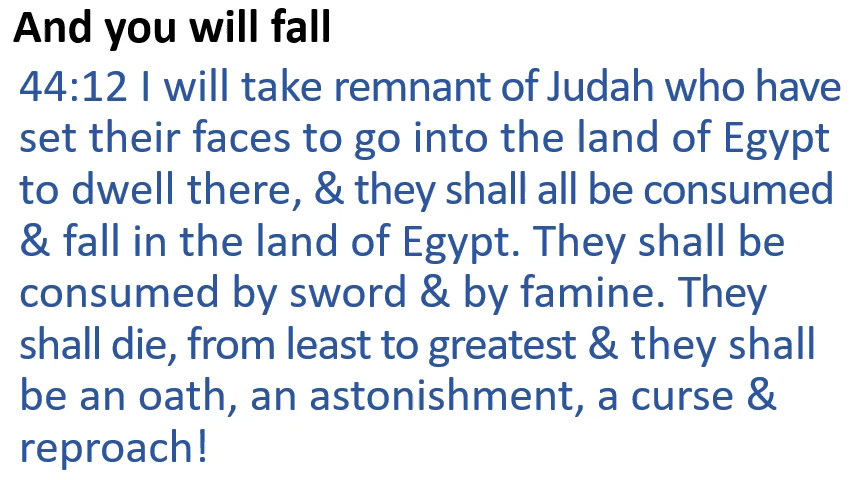 And you will fall
44:12 I will take remnant of Judah who have
set their faces to go into the land of Egypt
to dwell there, & they shall all be consumed
& fall in the land of Egypt. They shall be
consumed by sword & by famine. They
shall die, from least to greatest & they shall
be an oath, an astonishment, a curse &
reproach!